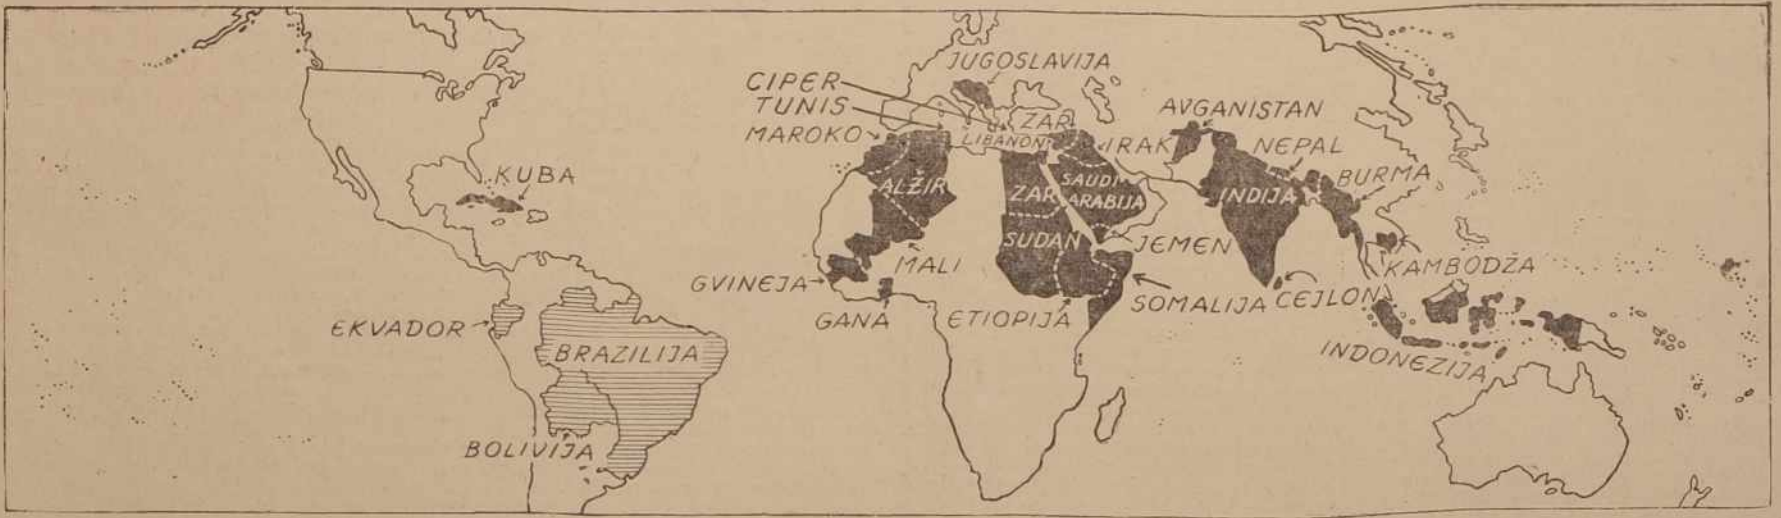 JUGOSLAVIJA
CIPER
TUNIS
MAROKO
ZAR
LIBANON
IRAK
AVGANISTAN
NEPAL
BURMA
KUBA
ALŽIR
ZAR
SAUDI
ARABIJA
INDIJA
SUDAN
JEMEN
MALI
KAMBODŽA
GVINEJA
SOMALIJA
CEJLON
GANA
ETIOPIJA
EKVADOR
BRAZILIJA
INDONEZIJA
BOLIVIJA